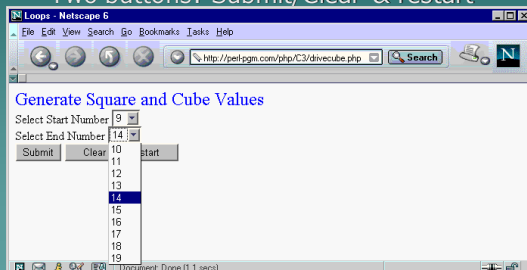 Two buttons: Submit/Clear & restart
Loops - Netscape 6
File Edit View Search Go Bookmarks Tasks Help
http://perl-pgm.com/php/C3/drivecube.php Search N
Generate Square and Cube Values
Select Start Number 9
Select End Number 14
Submit Clear start
10
11
12
13
14
15
16
17
18
19
Document: Done (1.1 secs)